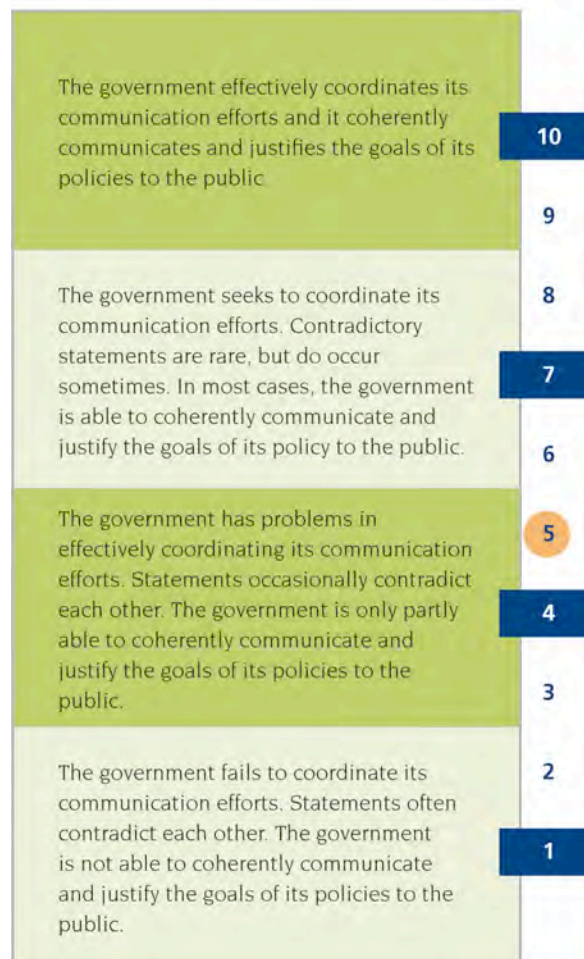 The government effectively coordinates its
communication efforts and it coherently
communicates and justifies the goals of its
policies to the public
10
9
The government seeks to coordinate its
communication efforts. Contradictory
statements are rare, but do occur
sometimes. In most cases, the government
is able to coherently communicate and
justify the goals of its policy to the public.
8
7
6
The government has problems in
effectively coordinating its communication
efforts. Statements occasionally contradict
each other. The government is only partly
able to coherently communicate and
justify the goals of its policies to the
public.
5
4
3
The government fails to coordinate its
communication efforts. Statements often
contradict each other. The government
is not able to coherently communicate
and justify the goals of its policies to the
public.
2
1